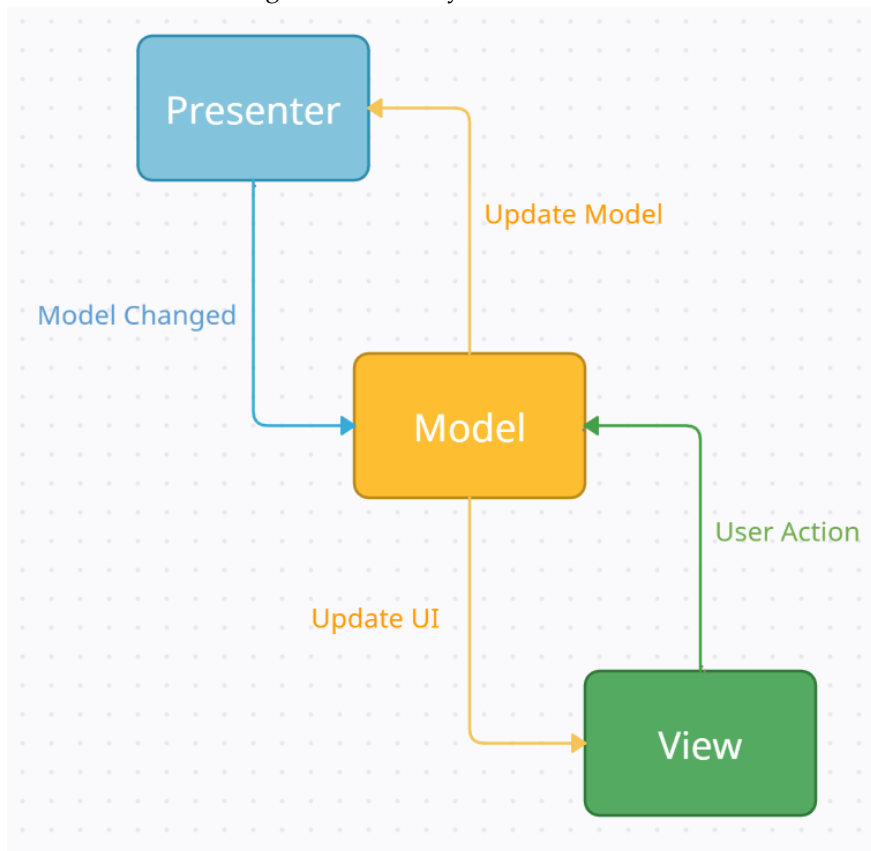 Presenter
Update Model
Model Changed
Model
User Action
Update UI
View